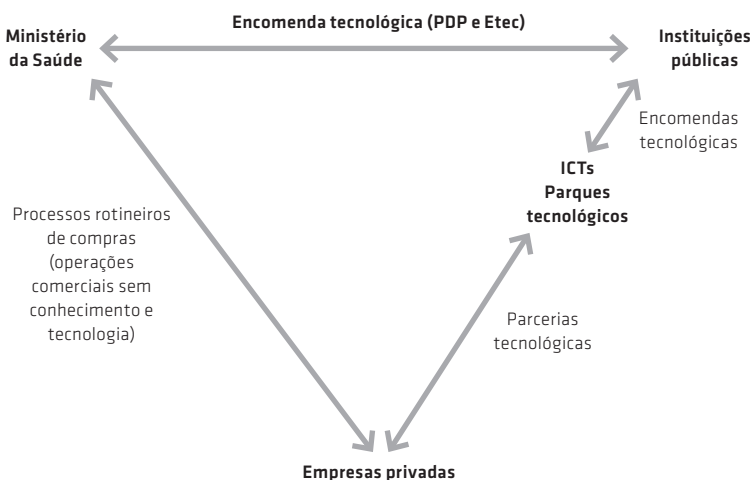 Encomenda tecnológica (PDP e Etec)
Ministério
da Saúde
Instituições
públicas
Encomendas
tecnológicas
ICTs
Parques
tecnológicos
Processos rotineiros
de compras
(operações
comerciais sem
conhecimento e
tecnologia)
Parcerias
tecnológicas
Empresas privadas